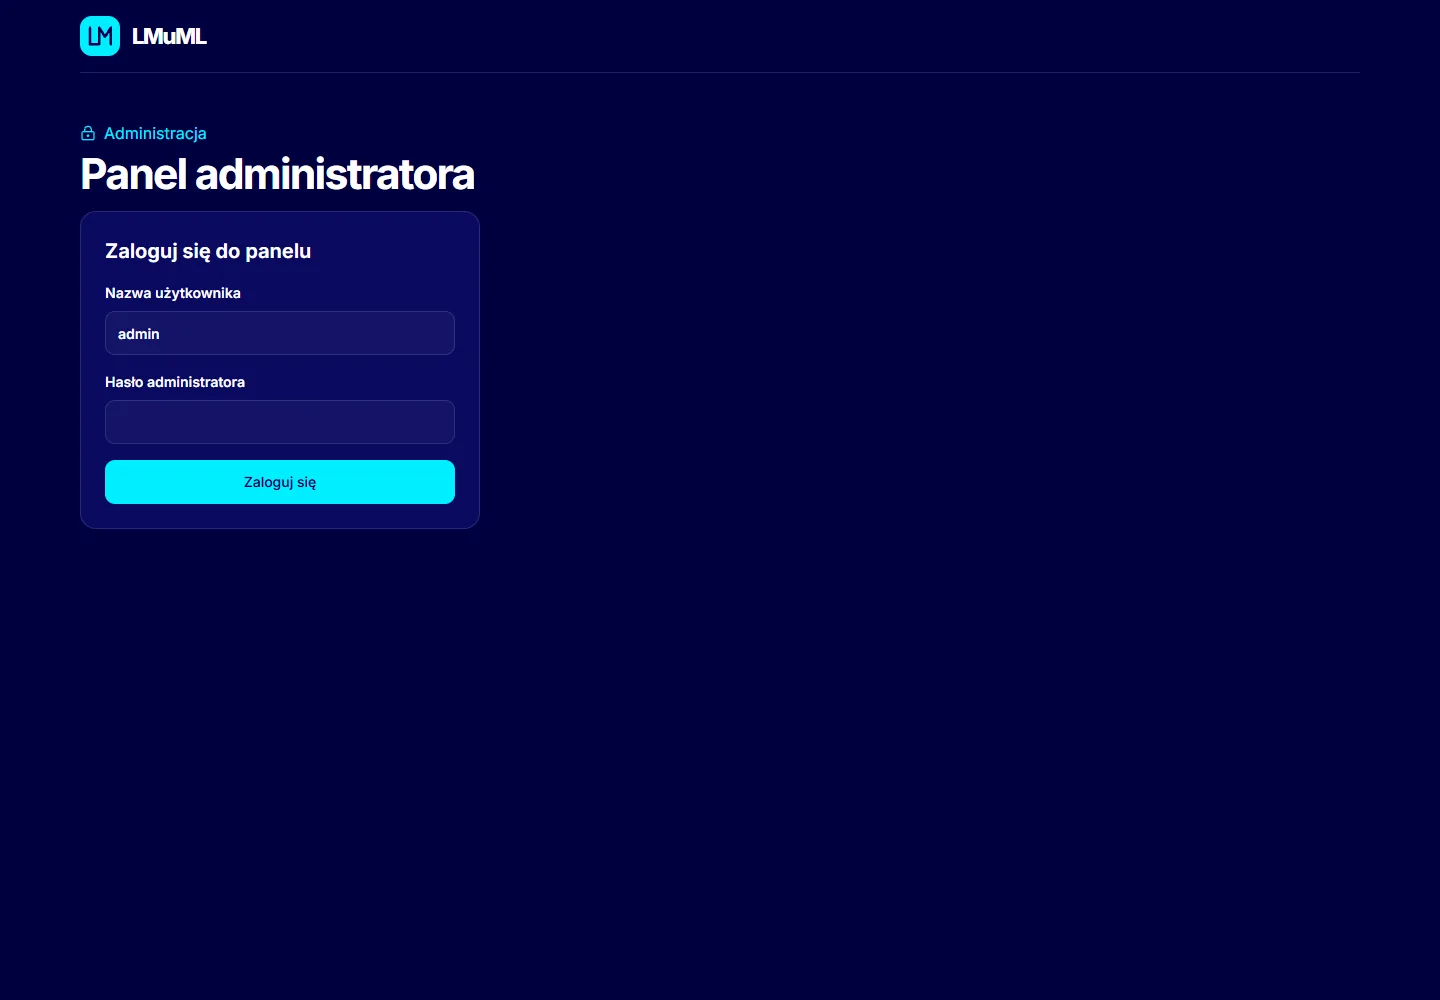 LM LMuML
Administracja
Panel administratora
Zaloguj się do panelu
Nazwa użytkownika
admin
Hasło administratora
Zaloguj się